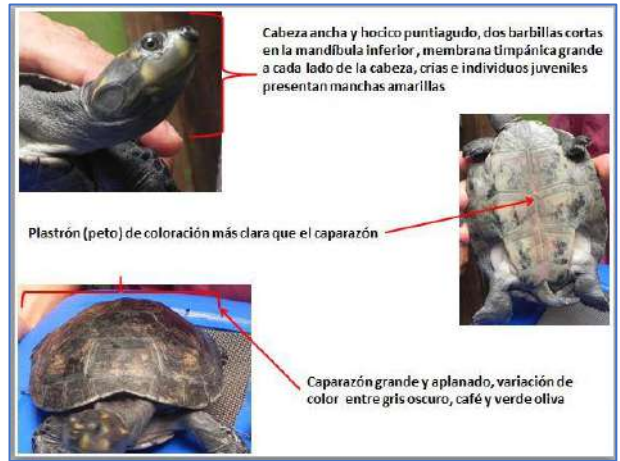 Cabeza ancha y hocico puntiagudo, dos barbillas cortas
en la mandíbula inferior , membrana timpánica grande
a cada lado de la cabeza, crias e individuos juveniles
presentan manchas amarillas
Plastrón (peto) de coloración más clara que el caparazón
Caparazón grande y aplanado, variación de
color entre gris oscuro, café y verde oliva